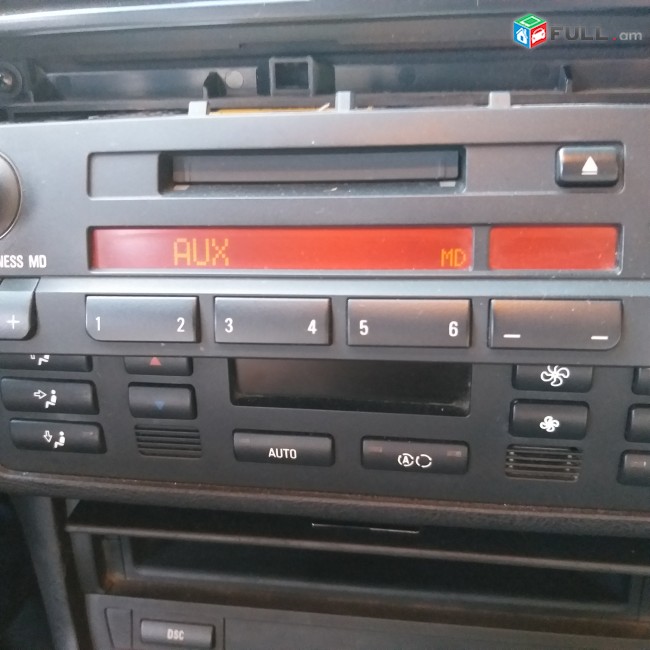 FULL.am
NESS MD
AUX MD
+
1 2 3 4 5 6 — —
AUTO A
DSC